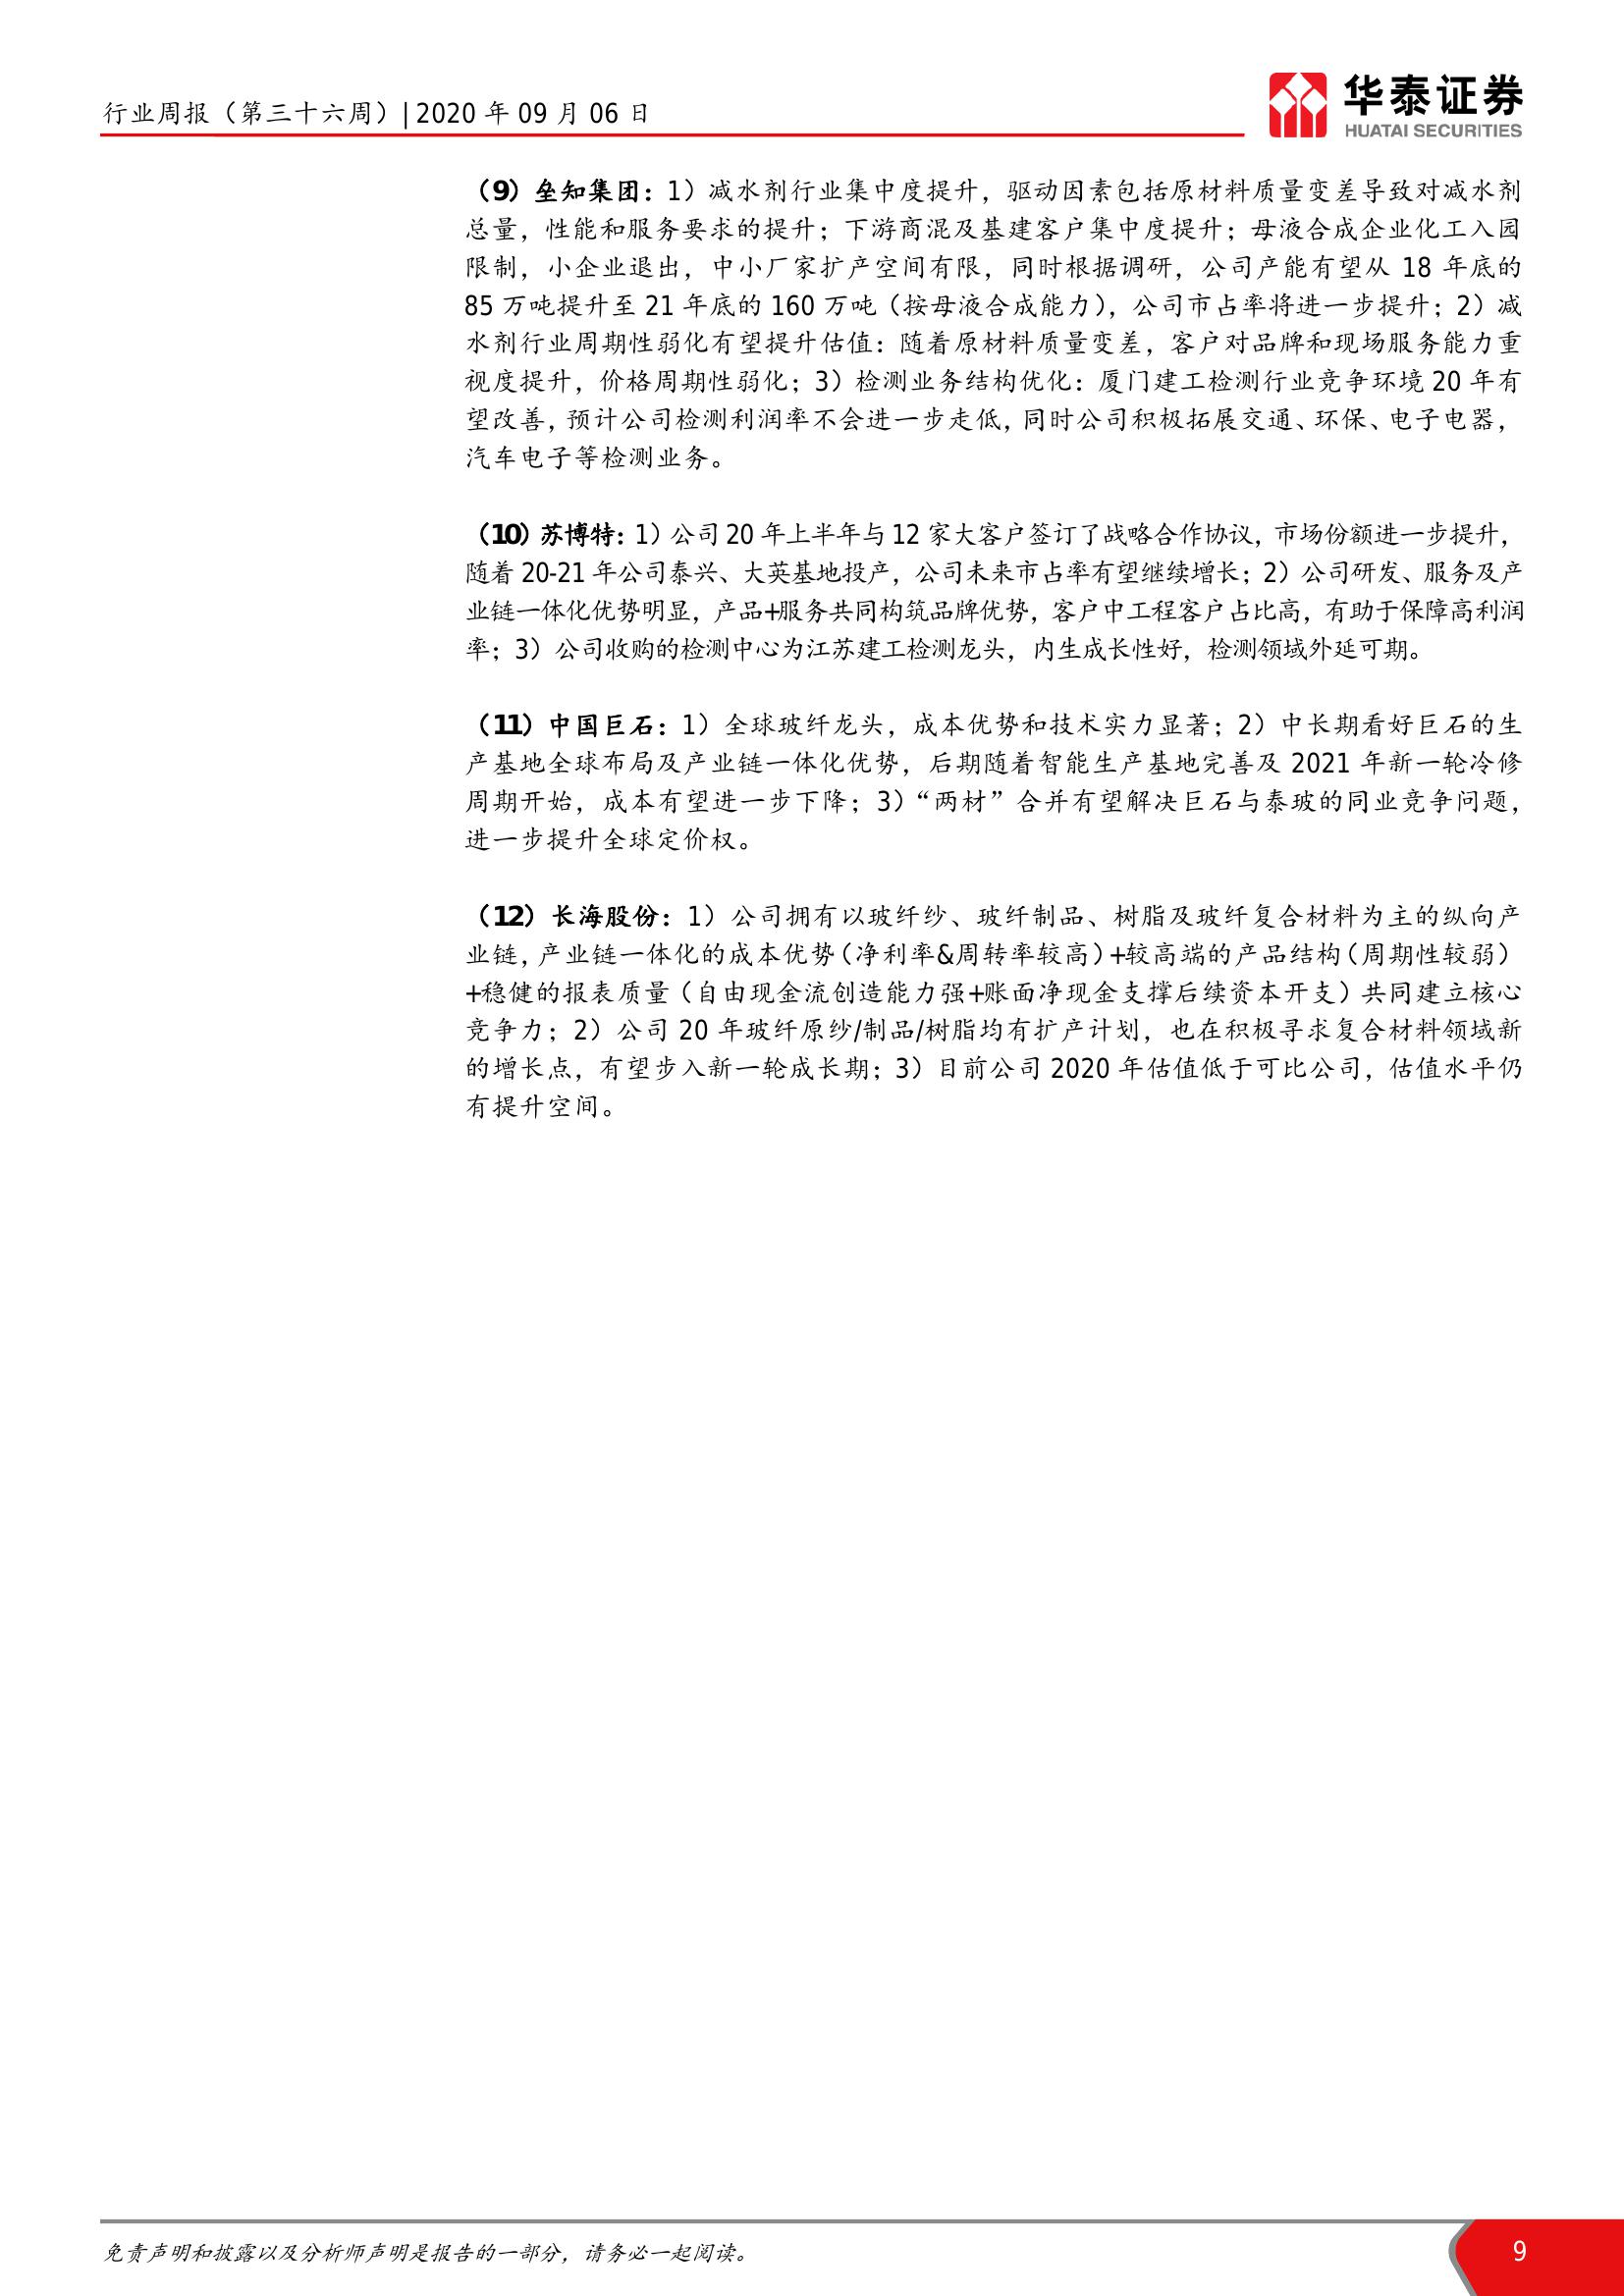 行业周报（第三十六周）| 2020 年 09 月 06 日
华泰证券
HUATAI SECURITIES
（9）垒知集团：1）减水剂行业集中度提升，驱动因素包括原材料质量变差导致对减水剂
总量，性能和服务要求的提升；下游商混及基建客户集中度提升；母液合成企业化工入园
限制，小企业退出，中小厂家扩产空间有限，同时根据调研，公司产能有望从 18 年底的
85 万吨提升至 21 年底的 160 万吨（按母液合成能力），公司市占率将进一步提升；2）减
水剂行业周期性弱化有望提升估值：随着原材料质量变差，客户对品牌和现场服务能力重
视度提升，价格周期性弱化；3）检测业务结构优化：厦门建工检测行业竞争环境 20 年有
望改善，预计公司检测利润率不会进一步走低，同时公司积极拓展交通、环保、电子电器，
汽车电子等检测业务。
（10）苏博特：1）公司 20 年上半年与 12 家大客户签订了战略合作协议，市场份额进一步提升，
随着 20-21 年公司泰兴、大英基地投产，公司未来市占率有望继续增长；2）公司研发、服务及产
业链一体化优势明显，产品+服务共同构筑品牌优势，客户中工程客户占比高，有助于保障高利润
率；3）公司收购的检测中心为江苏建工检测龙头，内生成长性好，检测领域外延可期。
（11）中国巨石：1）全球玻纤龙头，成本优势和技术实力显著；2）中长期看好巨石的生
产基地全球布局及产业链一体化优势，后期随着智能生产基地完善及 2021 年新一轮冷修
周期开始，成本有望进一步下降；3）“两材”合并有望解决巨石与泰玻的同业竞争问题，
进一步提升全球定价权。
（12）长海股份：1）公司拥有以玻纤纱、玻纤制品、树脂及玻纤复合材料为主的纵向产
业链，产业链一体化的成本优势（净利率&周转率较高）+较高端的产品结构（周期性较弱）
+稳健的报表质量（自由现金流创造能力强+账面净现金支撑后续资本开支）共同建立核心
竞争力；2）公司 20 年玻纤原纱/制品/树脂均有扩产计划，也在积极寻求复合材料领域新
的增长点，有望步入新一轮成长期；3）目前公司 2020 年估值低于可比公司，估值水平仍
有提升空间。
免责声明和披露以及分析师声明是报告的一部分，请务必一起阅读。
9